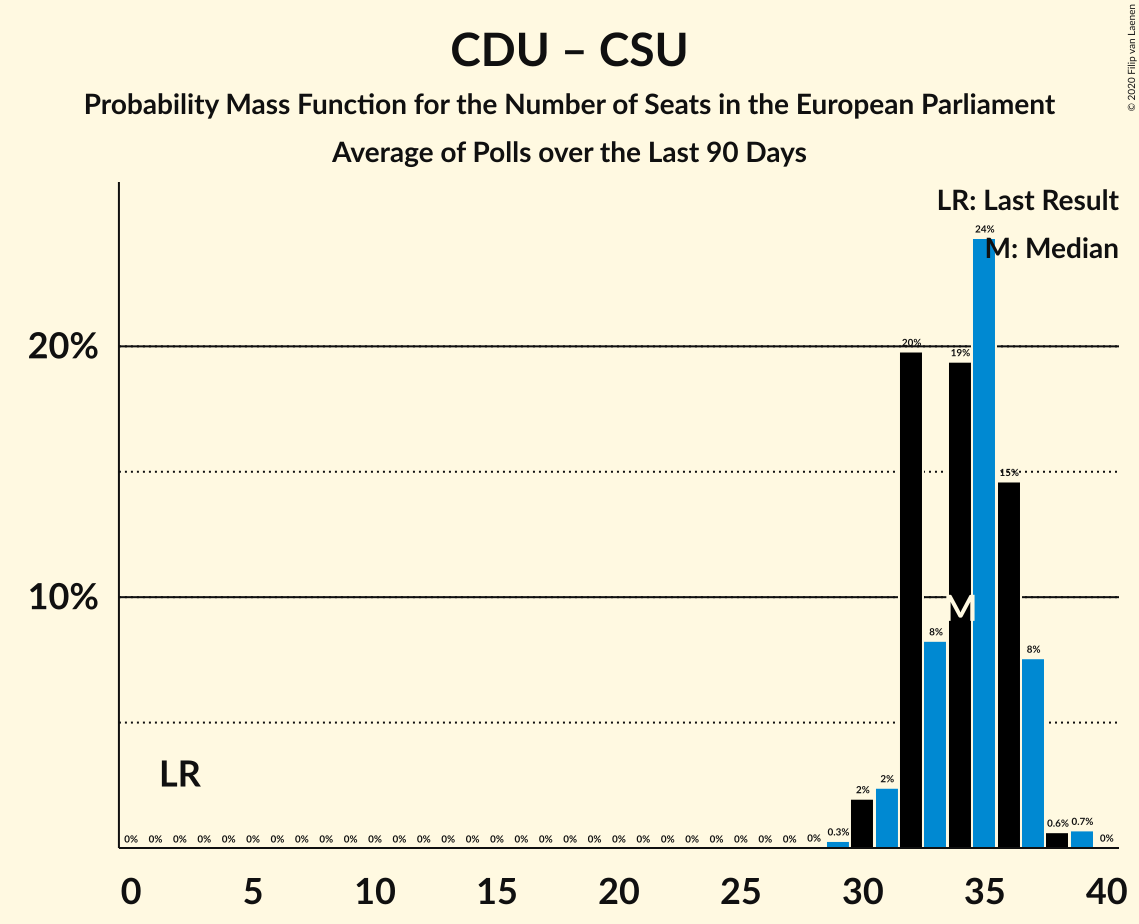 CDU – CSU
Probability Mass Function for the Number of Seats in the European Parliament
Average of Polls over the Last 90 Days
© 2020 Filip van Laenen
LR: Last Result
M: Median
24%
20%
20%
19%
15%
10%
M
8%
8%
LR
2%
2%
0% 0% 0% 0% 0% 0% 0% 0% 0% 0% 0% 0% 0% 0% 0% 0% 0% 0% 0% 0% 0% 0% 0% 0% 0% 0% 0% 0% 0% 0.3% 0.6% 0.7% 0%
0 5 10 15 20 25 30 35 40